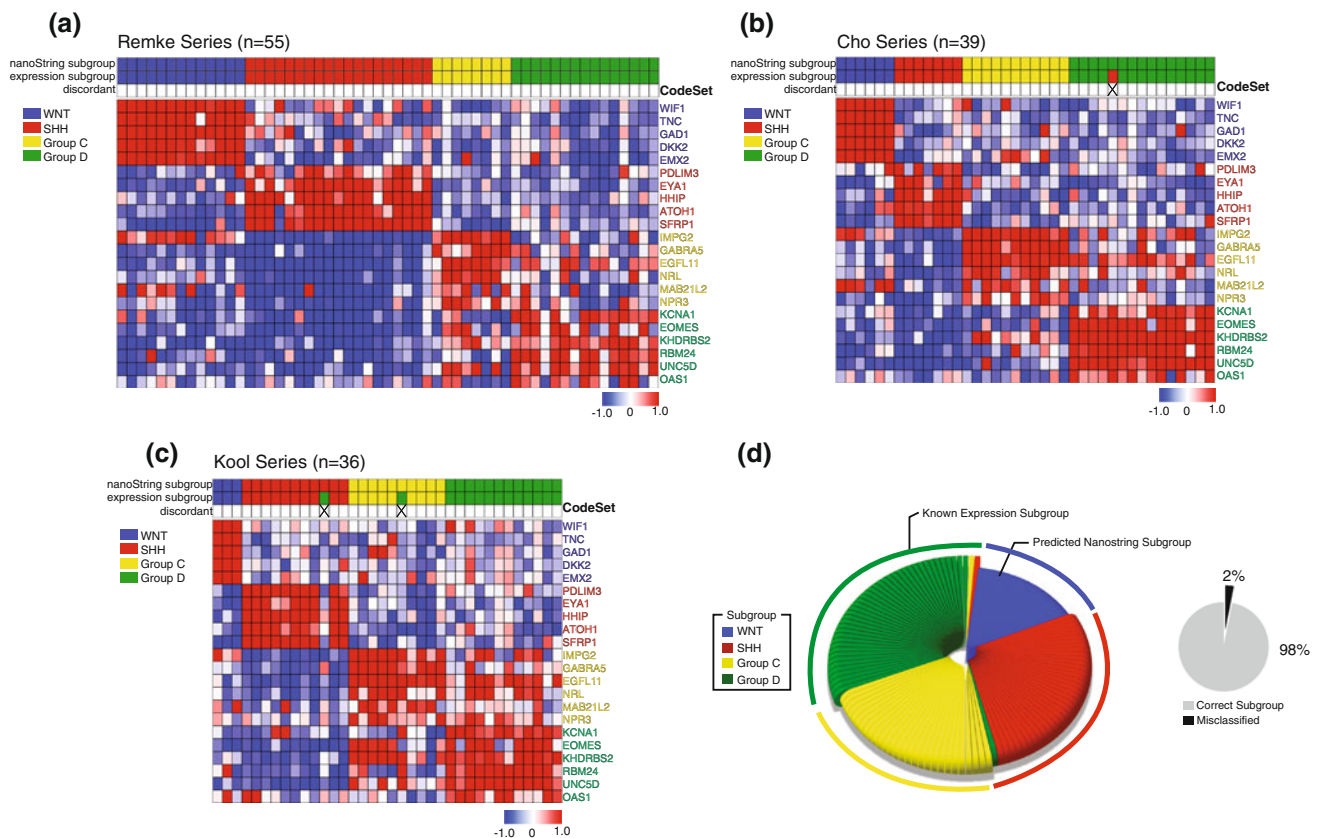 (a)
Remke Series (n=55)
nanoString subgroup
expression subgroup
discordant
CodeSet
WNT
SHH
Group C
Group D
WIF1
TNC
GAD1
DKK2
EMX2
PDLIM3
EYA1
HHIP
ATOH1
SFRP1
IMPG2
GABRA5
EGFL11
NRL
MAB21L2
NPR3
KCNA1
EOMES
KHDRBS2
RBM24
UNC5D
OAS1
-1.0 0 1.0
(b)
Cho Series (n=39)
nanoString subgroup
expression subgroup
discordant
CodeSet
WNT
SHH
Group C
Group D
WIF1
TNC
GAD1
DKK2
EMX2
PDLIM3
EYA1
HHIP
ATOH1
SFRP1
IMPG2
GABRA5
EGFL11
NRL
MAB21L2
NPR3
KCNA1
EOMES
KHDRBS2
RBM24
UNC5D
OAS1
-1.0 0 1.0
(c)
Kool Series (n=36)
nanoString subgroup
expression subgroup
discordant
CodeSet
WNT
SHH
Group C
Group D
WIF1
TNC
GAD1
DKK2
EMX2
PDLIM3
EYA1
HHIP
ATOH1
SFRP1
IMPG2
GABRA5
EGFL11
NRL
MAB21L2
NPR3
KCNA1
EOMES
KHDRBS2
RBM24
UNC5D
OAS1
-1.0 0 1.0
(d)
Known Expression Subgroup
Predicted Nanostring Subgroup
Subgroup
WNT
SHH
Group C
Group D
2%
98%
Correct Subgroup
Misclassified